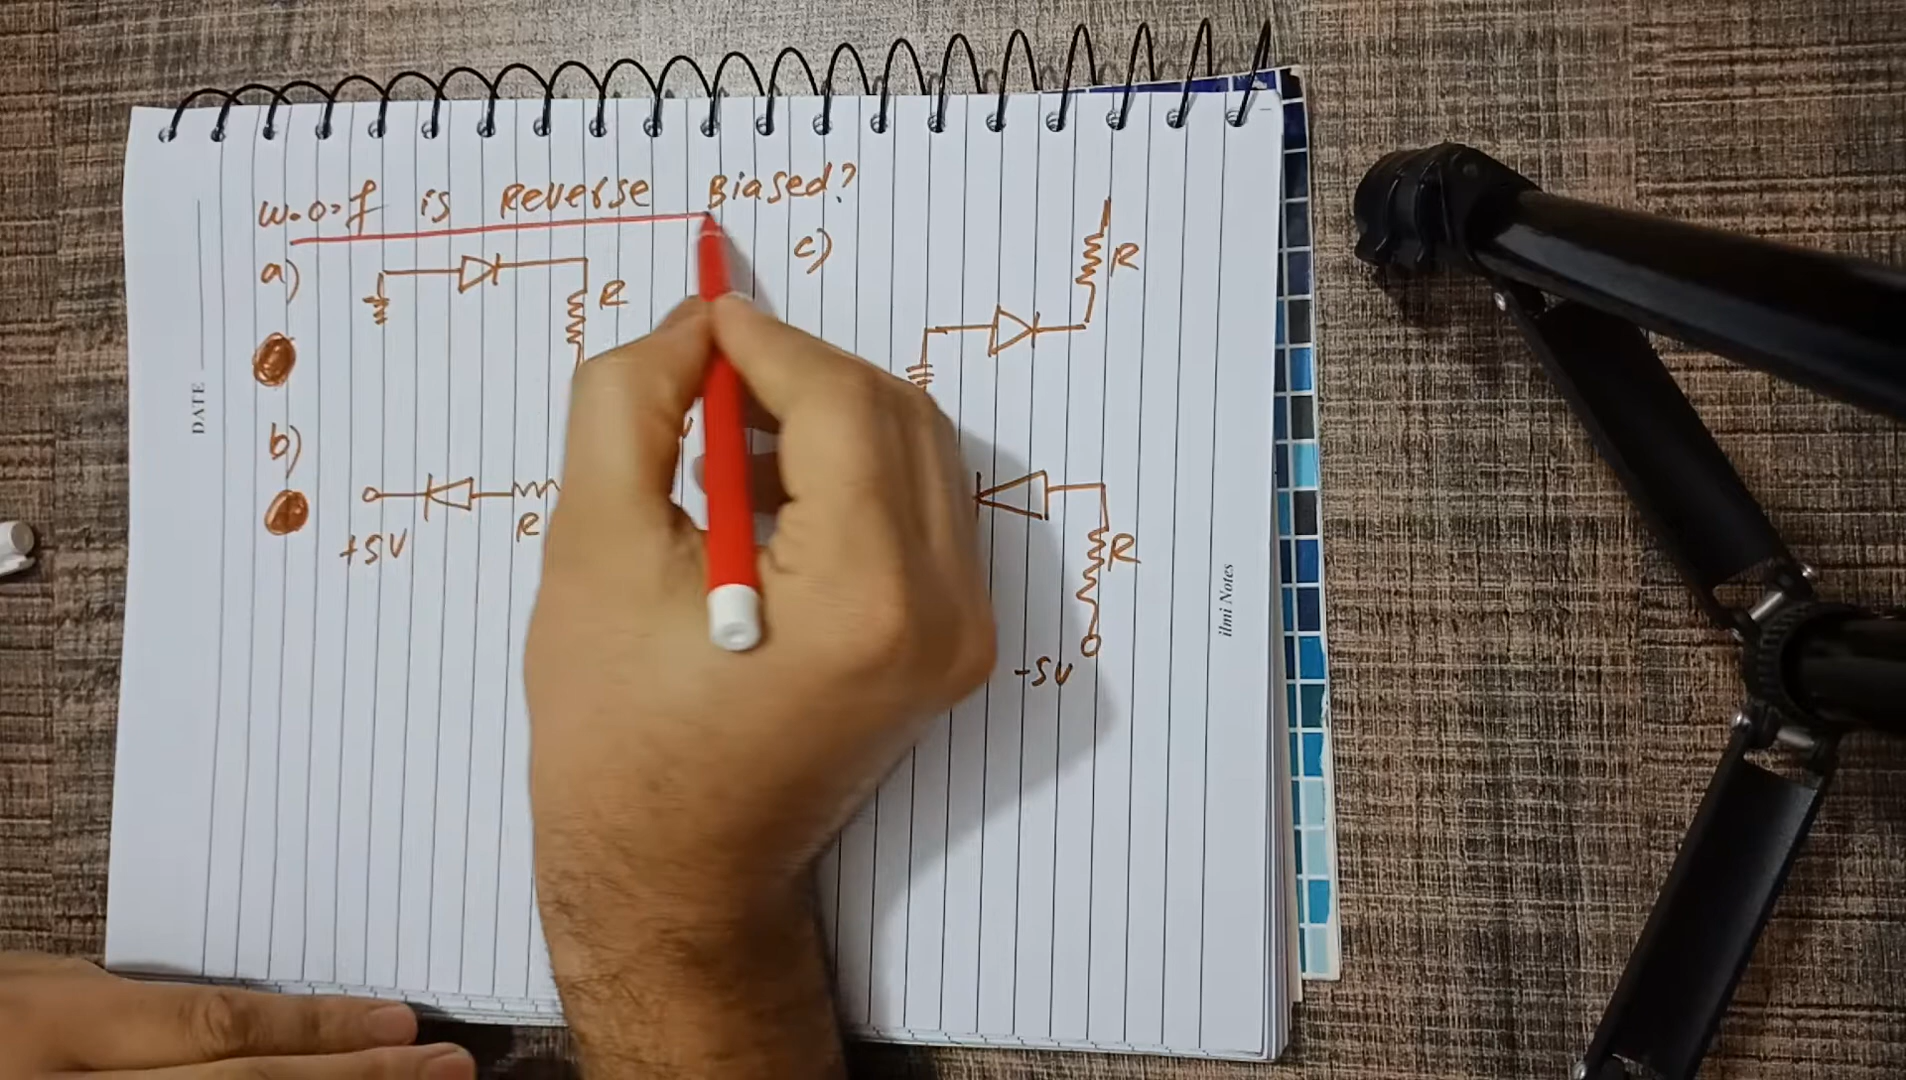 w.o.f is Reverse Biased?
a)
R
b)
+5V
R
c)
R
R
-5V
DATE
ilmi Notes